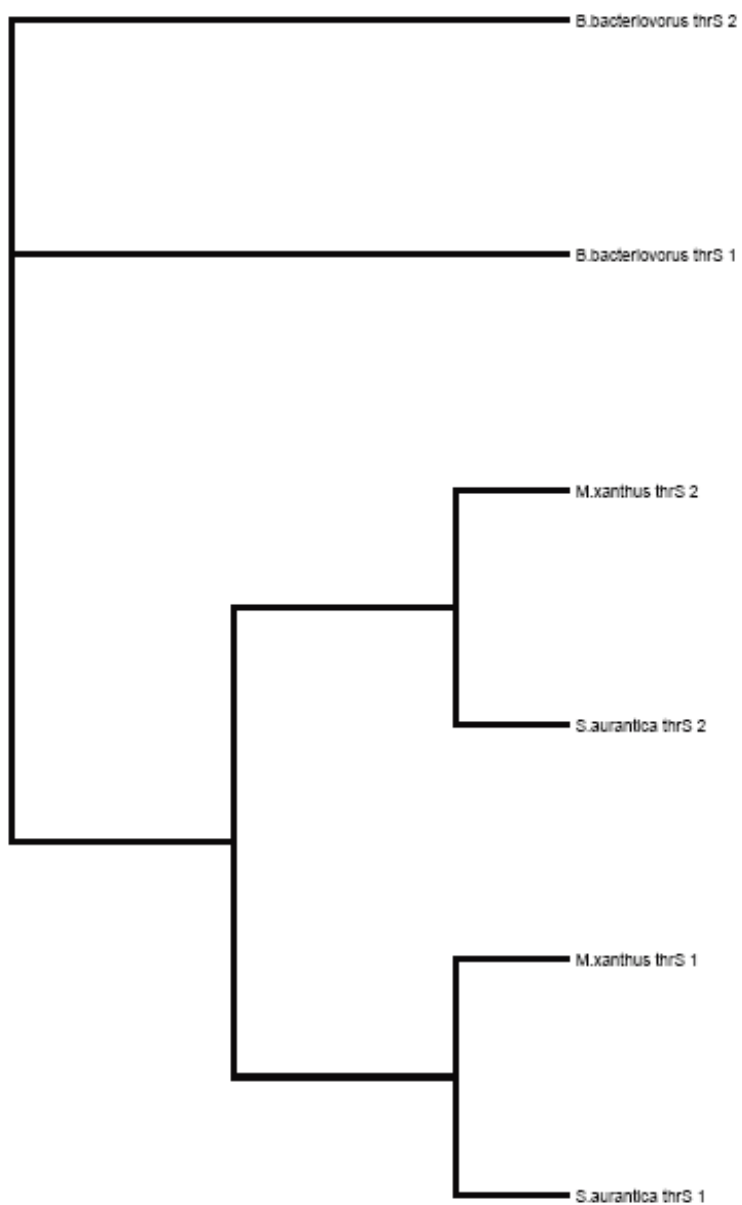 B.bacteriovorus thrS 2
B.bacteriovorus thrS 1
M.xanthus thrS 2
S.aurantica thrS 2
M.xanthus thrS 1
S.aurantica thrS 1